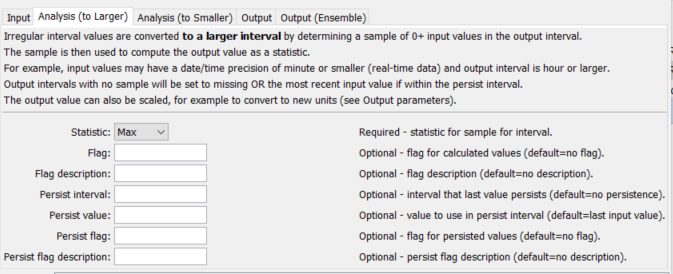 Input Analysis (to Larger) Analysis (to Smaller) Output Output (Ensemble)
Irregular interval values are converted to a larger interval by determining a sample of 0+ input values in the output interval.
The sample is then used to compute the output value as a statistic.
For example, input values may have a date/time precision of minute or smaller (real-time data) and output interval is hour or larger.
Output intervals with no sample will be set to missing OR the most recent input value if within the persist interval.
The output value can also be scaled, for example to convert to new units (see Output parameters).
Statistic: Max Required - statistic for sample for interval.
Flag: Optional - flag for calculated values (default=no flag).
Flag description: Optional - flag description (default=no description).
Persist interval: Optional - interval that last value persists (default=no persistence).
Persist value: Optional - value to use in persist interval (default=last input value).
Persist flag: Optional - flag for persisted values (default=no flag).
Persist flag description: Optional - persist flag description (default=no description).